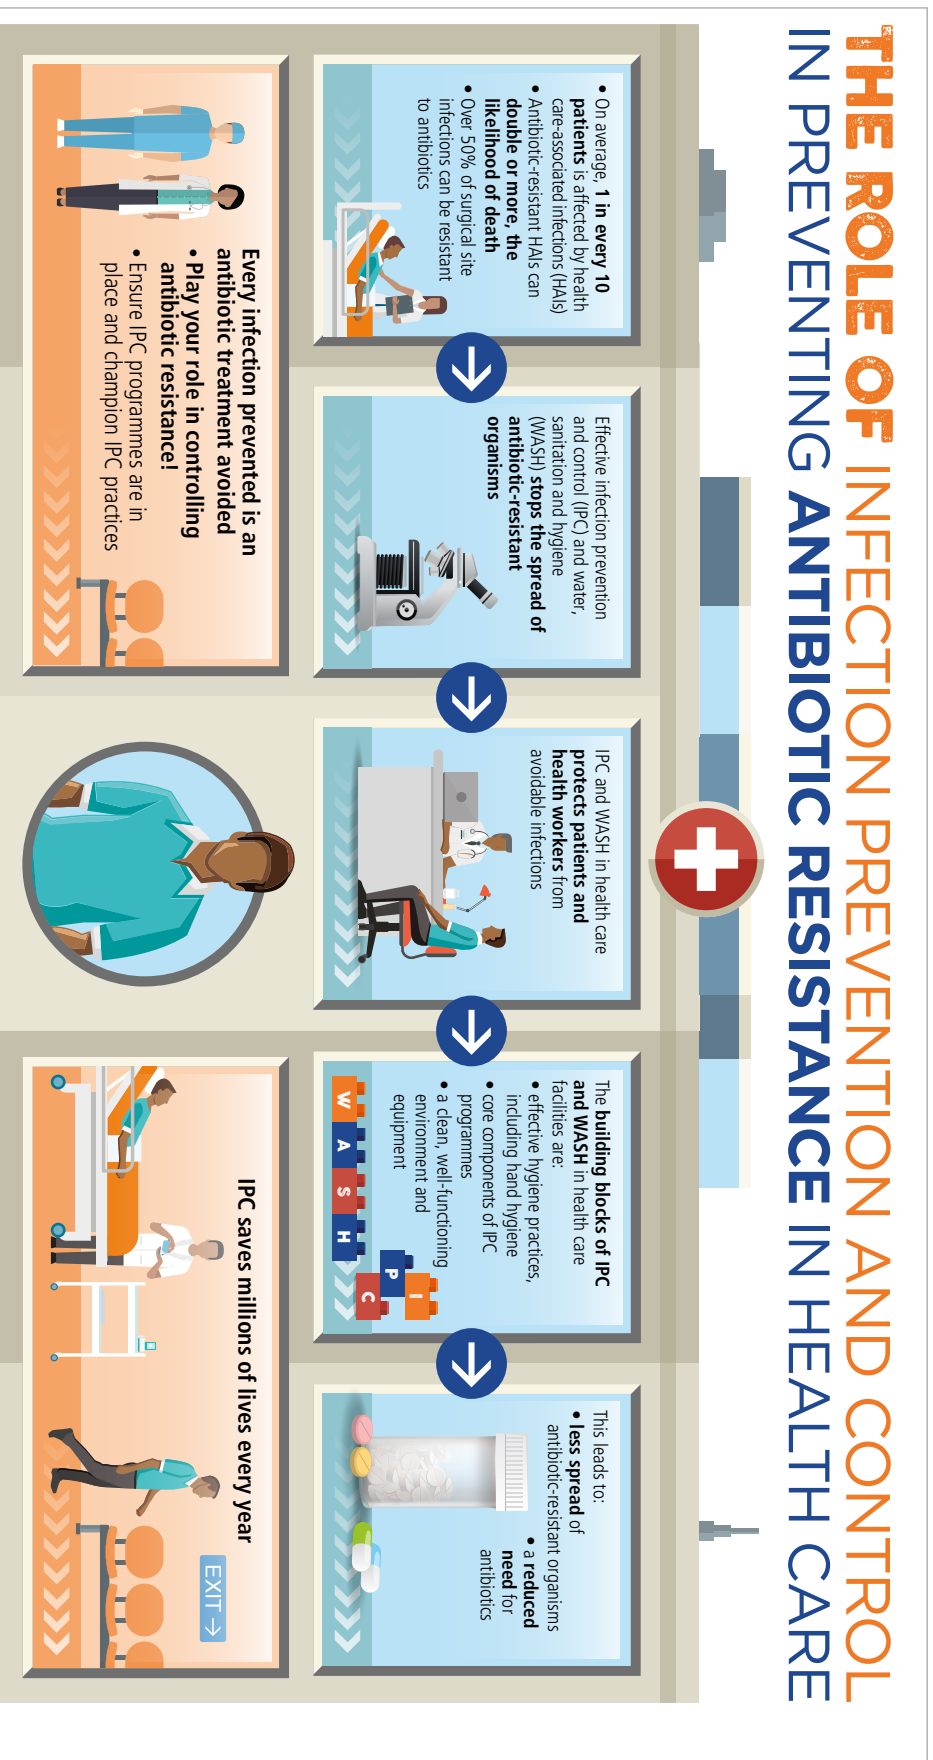 THE ROLE OF INFECTION PREVENTION AND CONTROL
IN PREVENTING ANTIBIOTIC RESISTANCE IN HEALTH CARE
• On average, 1 in every 10
patients is affected by health
care-associated infections (HAIs)
• Antibiotic-resistant HAIs can
double or more, the
likelihood of death
• Over 50% of surgical site
infections can be resistant
to antibiotics
Effective infection prevention
and control (IPC) and water,
sanitation and hygiene
(WASH) stops the spread of
antibiotic-resistant
organisms
IPC and WASH in health care
protects patients and
health workers from
avoidable infections
The building blocks of IPC
and WASH in health care
facilities are:
• effective hygiene practices,
including hand hygiene
• core components of IPC
programmes
• a clean, well-functioning
environment and
equipment
I
P
W A S H C
This leads to:
• less spread of
antibiotic-resistant organisms
• a reduced
need for
antibiotics
Every infection prevented is an
antibiotic treatment avoided
• Play your role in controlling
antibiotic resistance!
• Ensure IPC programmes are in
place and champion IPC practices
IPC saves millions of lives every year
EXIT →